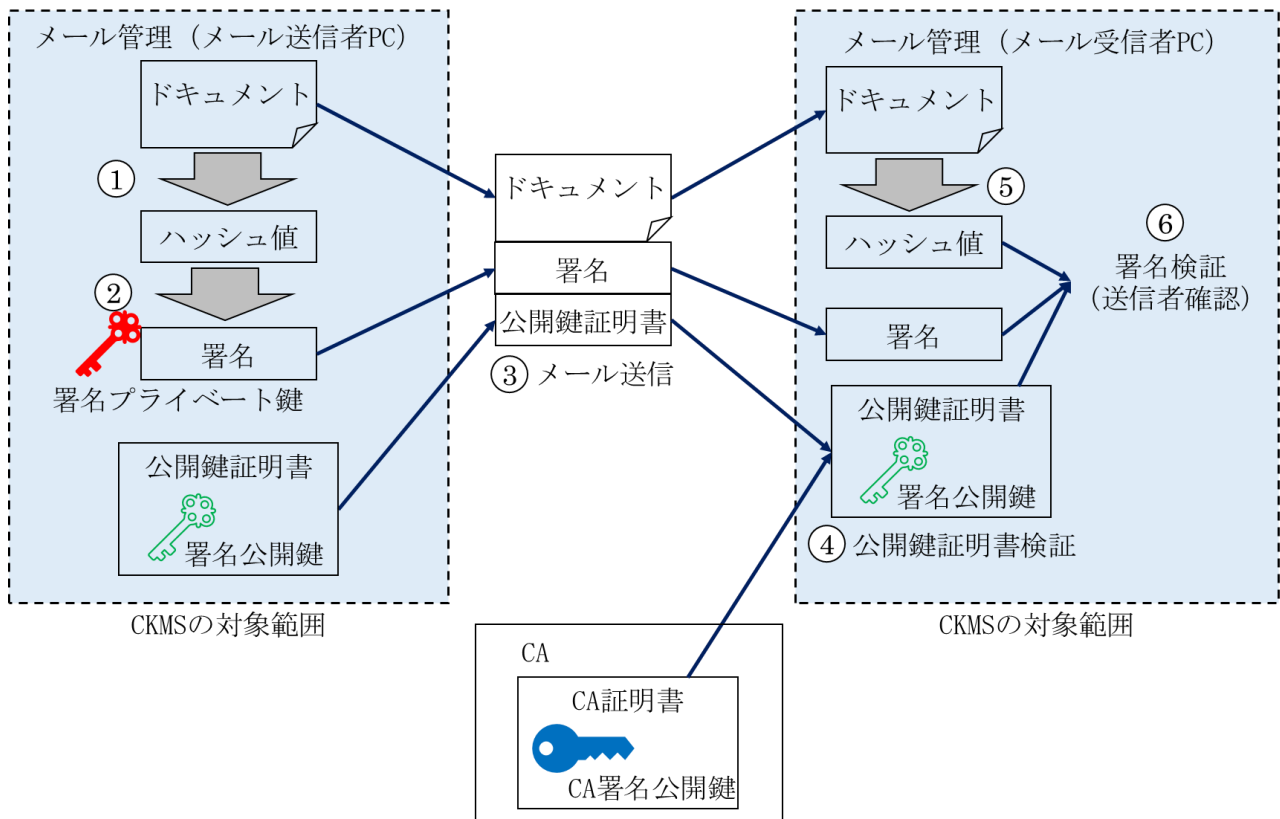 メール管理（メール送信者PC）
ドキュメント
①
ハッシュ値
②
署名
署名プライベート鍵
公開鍵証明書
署名公開鍵
CKMSの対象範囲
ドキュメント
署名
公開鍵証明書
③ メール送信
CA
CA証明書
CA署名公開鍵
メール管理（メール受信者PC）
ドキュメント
⑤
ハッシュ値
⑥
署名検証
（送信者確認）
署名
公開鍵証明書
署名公開鍵
④ 公開鍵証明書検証
CKMSの対象範囲